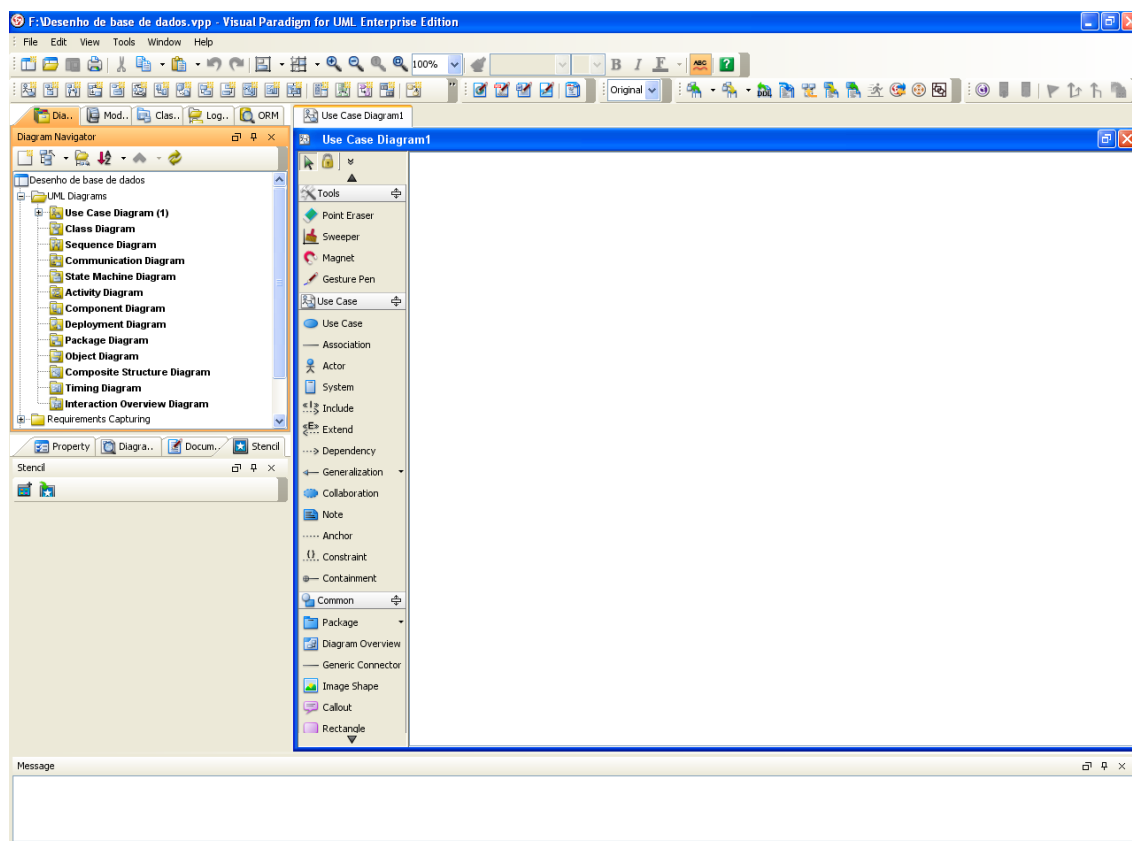 F:\Desenho de base de dados.vpp - Visual Paradigm for UML Enterprise Edition
File Edit View Tools Window Help
100% B I F ABC ?
Original
Dia.. Mod.. Clas.. Log.. ORM
Use Case Diagram1
Diagram Navigator
Use Case Diagram1
Desenho de base de dados
UML Diagrams
Use Case Diagram (1)
Class Diagram
Sequence Diagram
Communication Diagram
State Machine Diagram
Activity Diagram
Component Diagram
Deployment Diagram
Package Diagram
Object Diagram
Composite Structure Diagram
Timing Diagram
Interaction Overview Diagram
Requirements Capturing
Property Diagra.. Docum.. Stencil
Stencil
Tools
Point Eraser
Sweeper
Magnet
Gesture Pen
Use Case
Use Case
Association
Actor
System
Include
Extend
Dependency
Generalization
Collaboration
Note
Anchor
Constraint
Containment
Common
Package
Diagram Overview
Generic Connector
Image Shape
Callout
Rectangle
Message